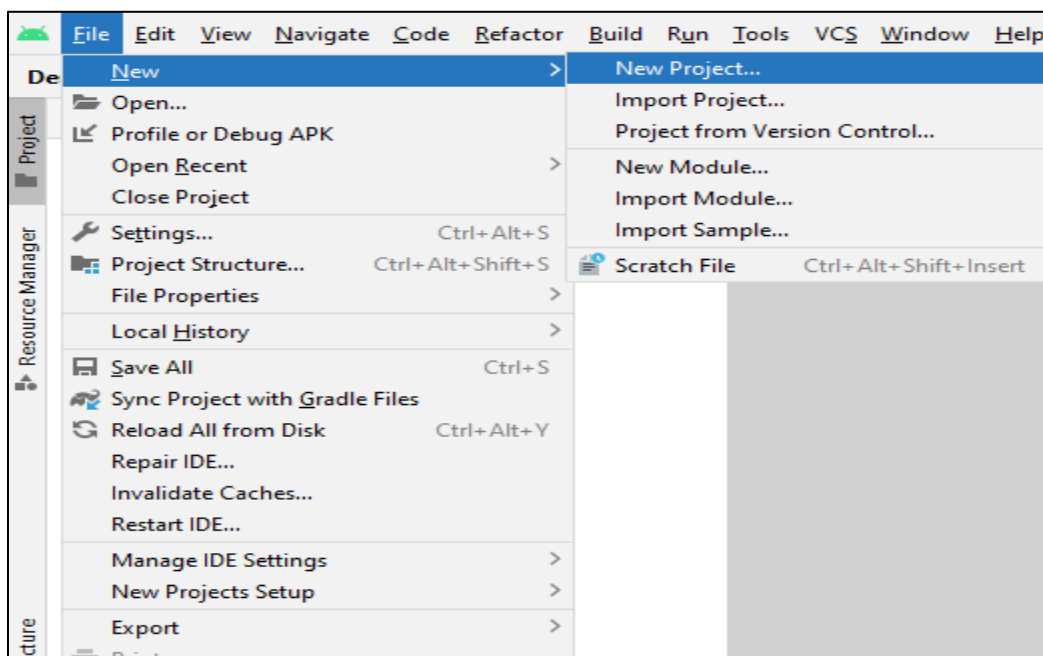 File Edit View Navigate Code Refactor Build Run Tools VCS Window Help
De
Project
Resource Manager
New >
Open...
Profile or Debug APK
Open Recent >
Close Project
Settings... Ctrl+Alt+S
Project Structure... Ctrl+Alt+Shift+S
File Properties >
Local History >
Save All Ctrl+S
Sync Project with Gradle Files
Reload All from Disk Ctrl+Alt+Y
Repair IDE...
Invalidate Caches...
Restart IDE...
Manage IDE Settings >
New Projects Setup >
Export >
New Project...
Import Project...
Project from Version Control...
New Module...
Import Module...
Import Sample...
Scratch File Ctrl+Alt+Shift+Insert
cture